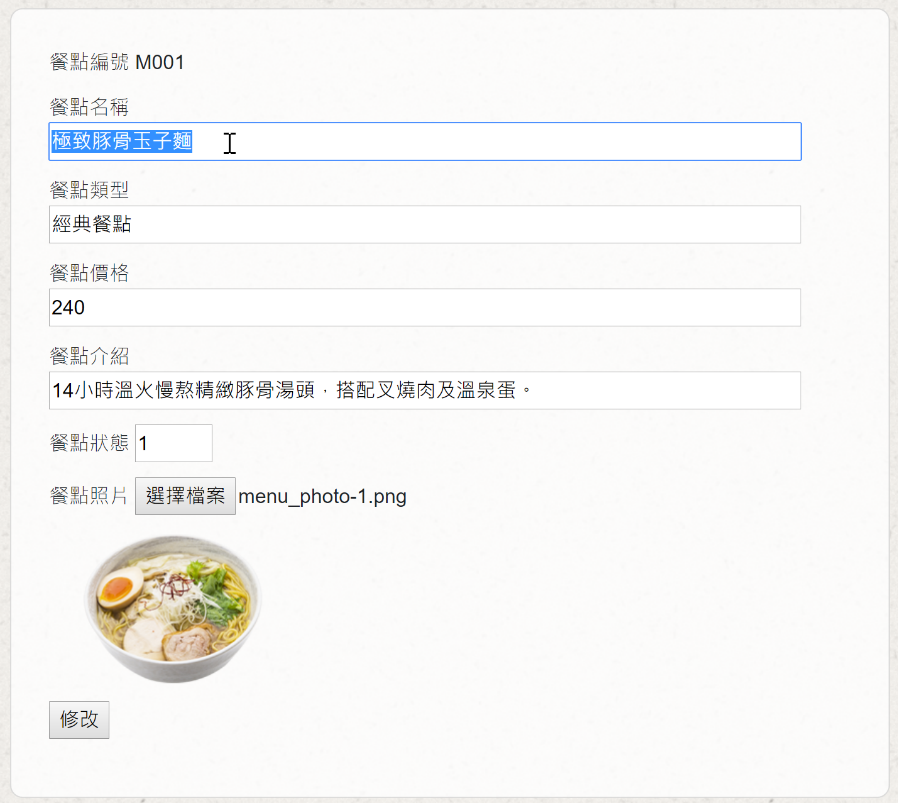 餐點編號 M001
餐點名稱
極致豚骨玉子麵
餐點類型
經典餐點
餐點價格
240
餐點介紹
14小時溫火慢熬精緻豚骨湯頭，搭配叉燒肉及溫泉蛋。
餐點狀態 1
餐點照片 選擇檔案 menu_photo-1.png
修改